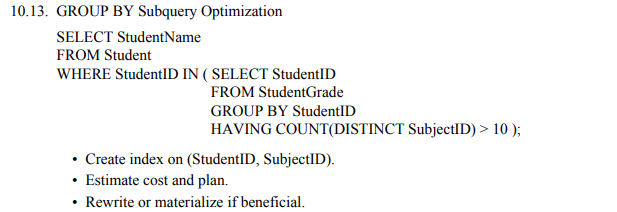 10.13. GROUP BY Subquery Optimization
SELECT StudentName
FROM Student
WHERE StudentID IN ( SELECT StudentID
FROM StudentGrade
GROUP BY StudentID
HAVING COUNT(DISTINCT SubjectID) > 10 );
• Create index on (StudentID, SubjectID).
• Estimate cost and plan.
• Rewrite or materialize if beneficial.